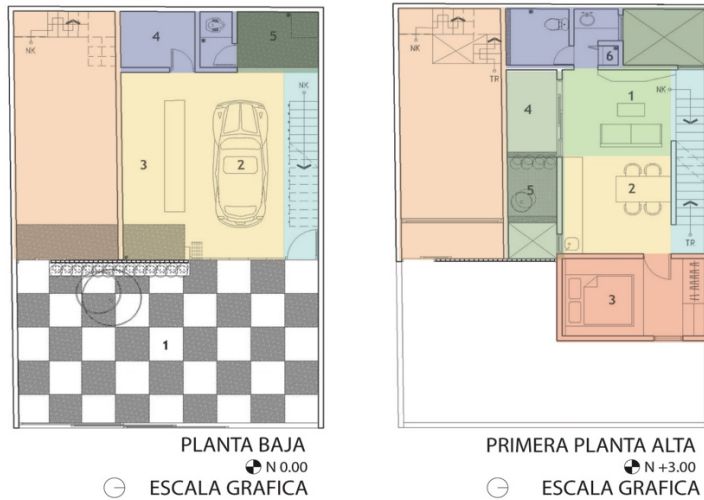 4
5
NK
NK
3
2
1
PLANTA BAJA
N 0.00
ESCALA GRAFICA
NK
TR
6
1
NK
4
5
2
TR
3
PRIMERA PLANTA ALTA
N +3.00
ESCALA GRAFICA